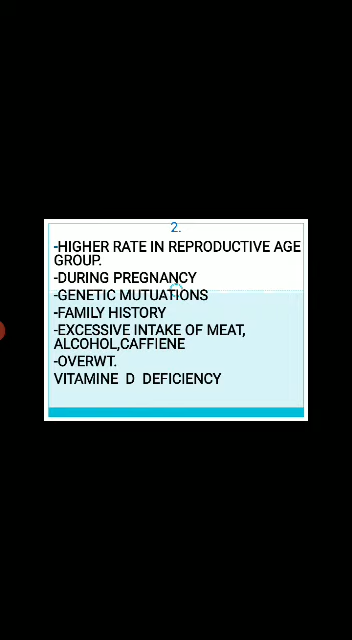 2.
-HIGHER RATE IN REPRODUCTIVE AGE
GROUP.
-DURING PREGNANCY
-GENETIC MUTUATIONS
-FAMILY HISTORY
-EXCESSIVE INTAKE OF MEAT,
ALCOHOL,CAFFIENE
-OVERWT.
VITAMINE D DEFICIENCY